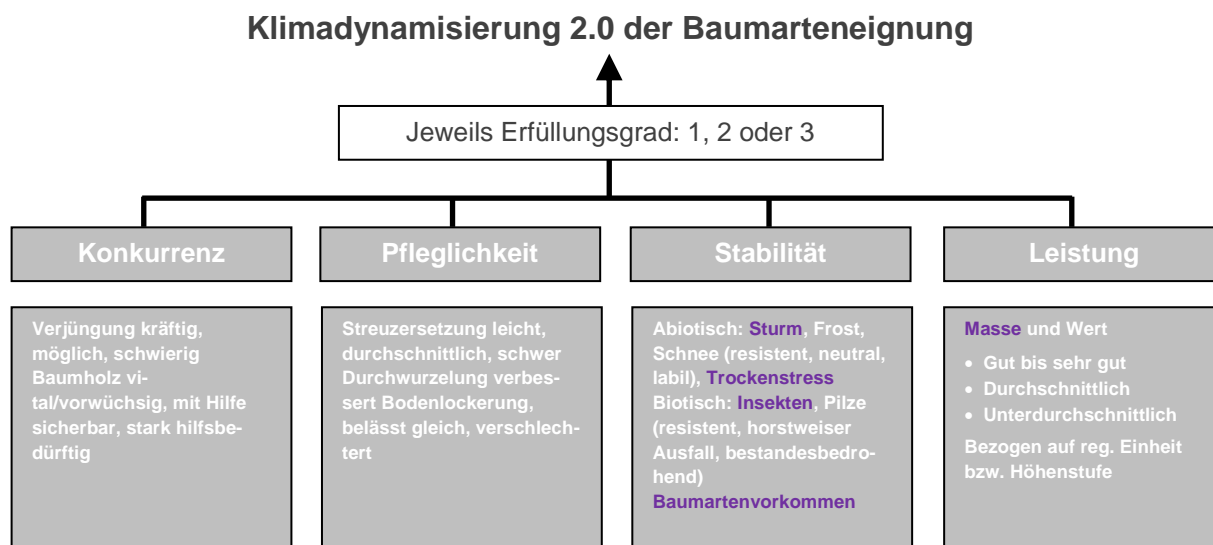 Klimadynamisierung 2.0 der Baumarteneignung
Jeweils Erfüllungsgrad: 1, 2 oder 3
Konkurrenz
Verjüngung kräftig,
möglich, schwierig
Baumholz vi-
tal/vorwüchsig, mit Hilfe
sicherbar, stark hilfsbe-
dürftig
Pfleglichkeit
Streuzersetzung leicht,
durchschnittlich, schwer
Durchwurzelung verbes-
sert Bodenlockerung,
belässt gleich, verschlech-
tert
Stabilität
Abiotisch: Sturm, Frost,
Schnee (resistent, neutral,
labil), Trockenstress
Biotisch: Insekten, Pilze
(resistent, horstweiser
Ausfall, bestandesbedro-
hend)
Baumartenvorkommen
Leistung
Masse und Wert
• Gut bis sehr gut
• Durchschnittlich
• Unterdurchschnittlich
Bezogen auf reg. Einheit
bzw. Höhenstufe